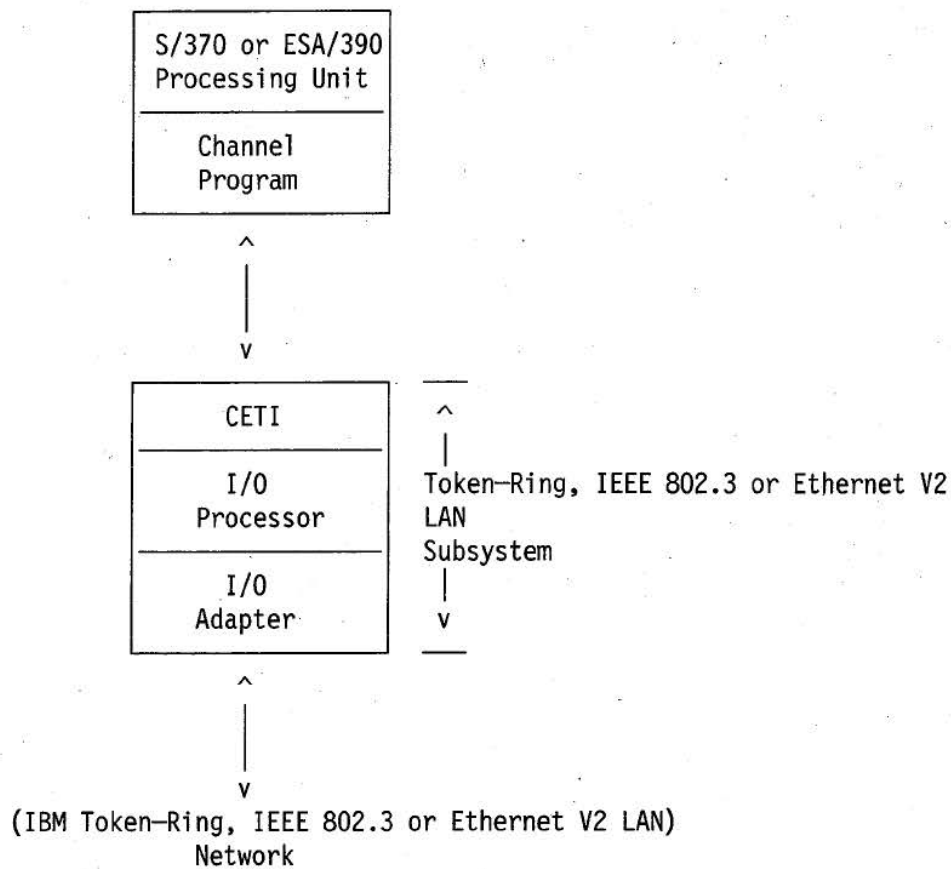 S/370 or ESA/390
Processing Unit
Channel
Program
^
v
CETI
I/O
Processor
I/O
Adapter
^
Token-Ring, IEEE 802.3 or Ethernet V2
LAN
Subsystem
v
^
v
(IBM Token-Ring, IEEE 802.3 or Ethernet V2 LAN)
Network